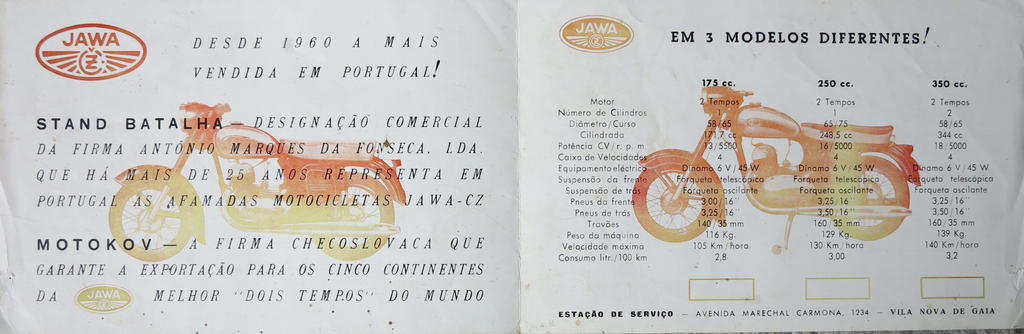 JAWA
ČZ
DESDE 1960 A MAIS
VENDIDA EM PORTUGAL!
STAND BATALHA — DESIGNAÇÃO COMERCIAL
DA FIRMA ANTÓNIO MARQUES DA FONSECA, LDA.
QUE HÁ MAIS DE 25 ANOS REPRESENTA EM
PORTUGAL AS AFAMADAS MOTOCICLETAS JAWA-CZ
MOTOKOV — A FIRMA CHECOSLOVACA QUE
GARANTE A EXPORTAÇÃO PARA OS CINCO CONTINENTES
DA JAWA ČZ MELHOR "DOIS TEMPOS" DO MUNDO
JAWA
ČZ
EM 3 MODELOS DIFERENTES!
175 cc. 250 cc. 350 cc.
Motor 2 Tempos 2 Tempos 2 Tempos
Número de Cilindros 1 1 2
Diâmetro/Curso 58/65 65/75 58/65
Cilindrada 171,7 cc 248,5 cc 344 cc
Potência CV/r. p. m. 13/5500 16/5000 18/5000
Caixa de Velocidades 4 4 4
Equipamento eléctrico Dinamo 6 V/45 W Dinamo 6 V/45 W Dinamo 6 V/45 W
Suspensão da frente Forqueta telescópica Forqueta telescópica Forqueta telescópica
Suspensão de trás Forqueta oscilante Forqueta oscilante Forqueta oscilante
Pneus da frente 3,00/16" 3,25/16" 3,25/16"
Pneus de trás 3,25/16" 3,50/16" 3,50/16"
Travões 140/35 mm 160/35 mm 160/35 mm
Peso da máquina 116 Kg. 129 Kg. 139 Kg.
Velocidade máxima 105 Km/hora 130 Km/hora 140 Km/hora
Consumo litr./100 km 2,8 3,00 3,2
ESTAÇÃO DE SERVIÇO — AVENIDA MARECHAL CARMONA, 1234 — VILA NOVA DE GAIA